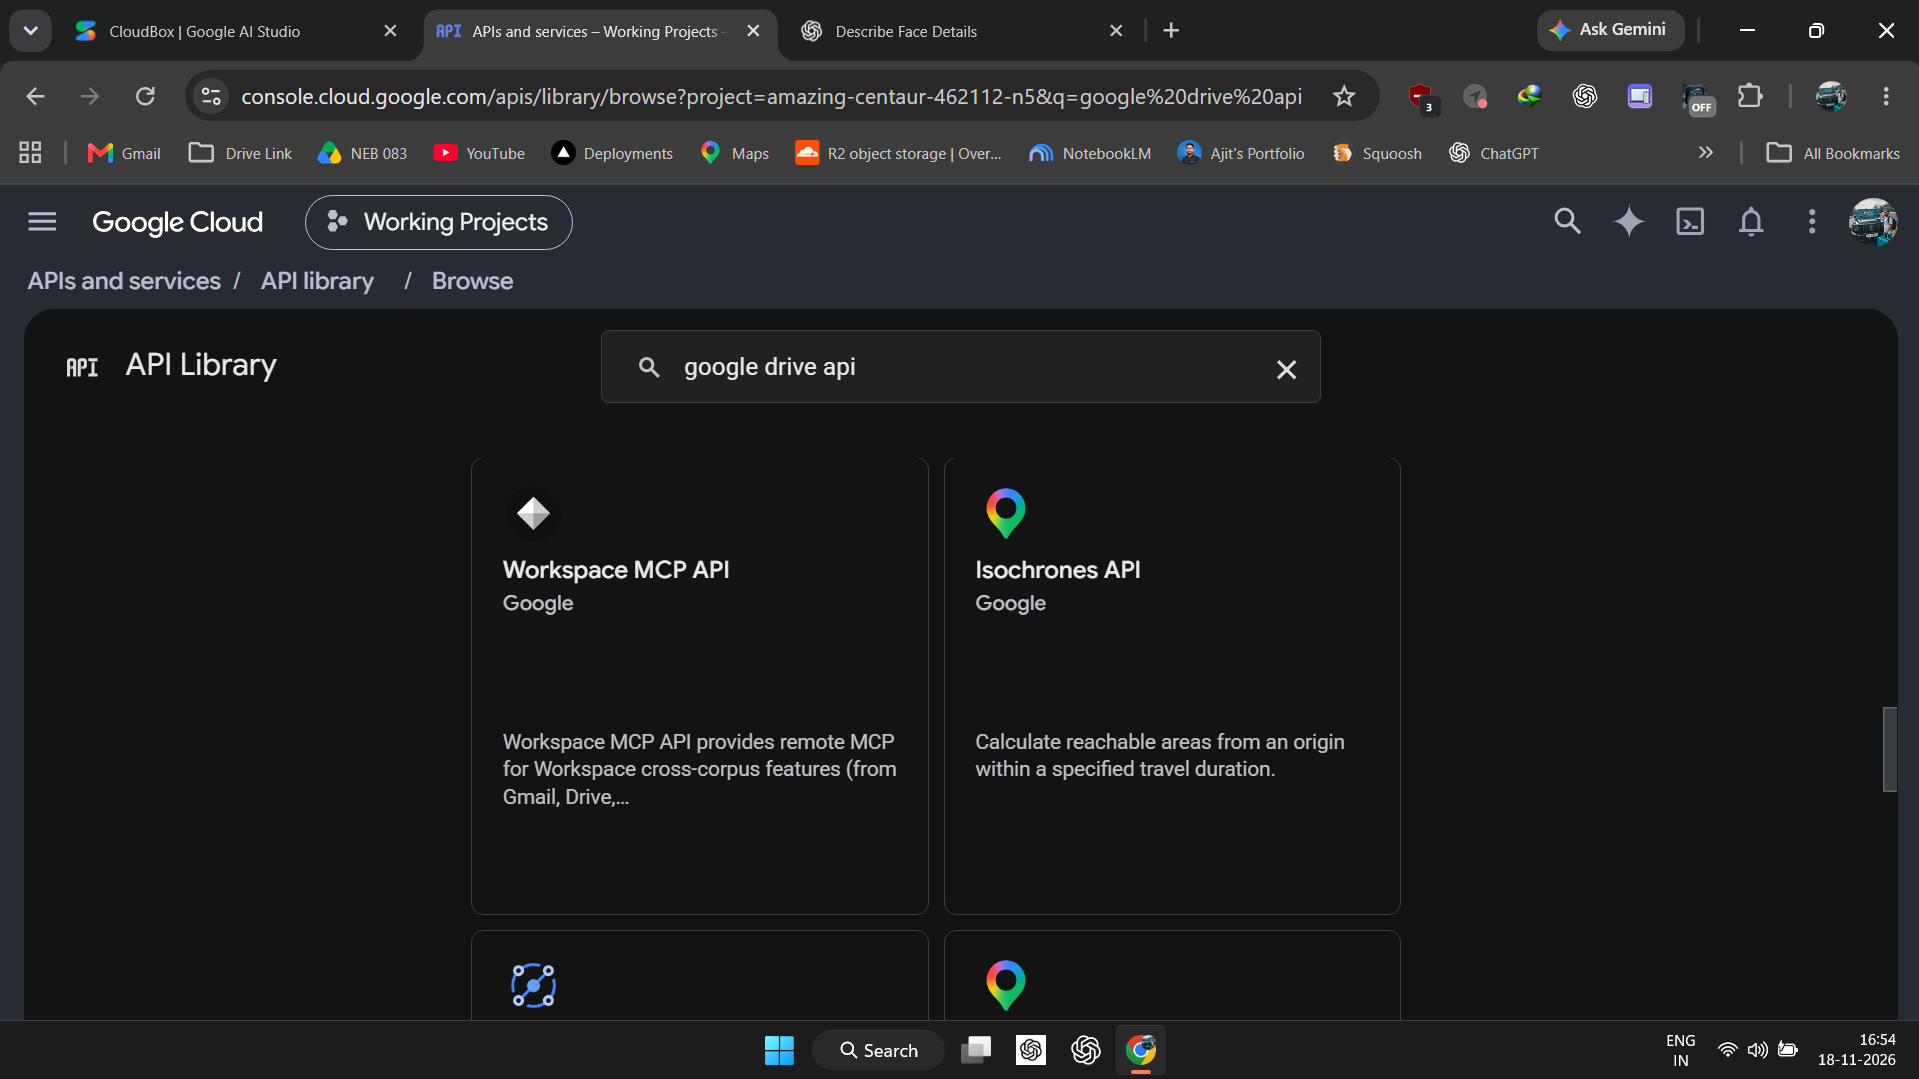 CloudBox | Google AI Studio
API APIs and services – Working Projects -
Describe Face Details
Ask Gemini
console.cloud.google.com/apis/library/browse?project=amazing-centaur-462112-n5&q=google%20drive%20api
3
OFF
Gmail
Drive Link
NEB 083
YouTube
Deployments
Maps
R2 object storage | Over...
NotebookLM
Ajit's Portfolio
Squoosh
ChatGPT
All Bookmarks
Google Cloud
Working Projects
APIs and services / API library / Browse
API API Library
google drive api
Workspace MCP API
Google
Workspace MCP API provides remote MCP
for Workspace cross-corpus features (from
Gmail, Drive,...
Isochrones API
Google
Calculate reachable areas from an origin
within a specified travel duration.
Search
ENG
IN
16:54
18-11-2026